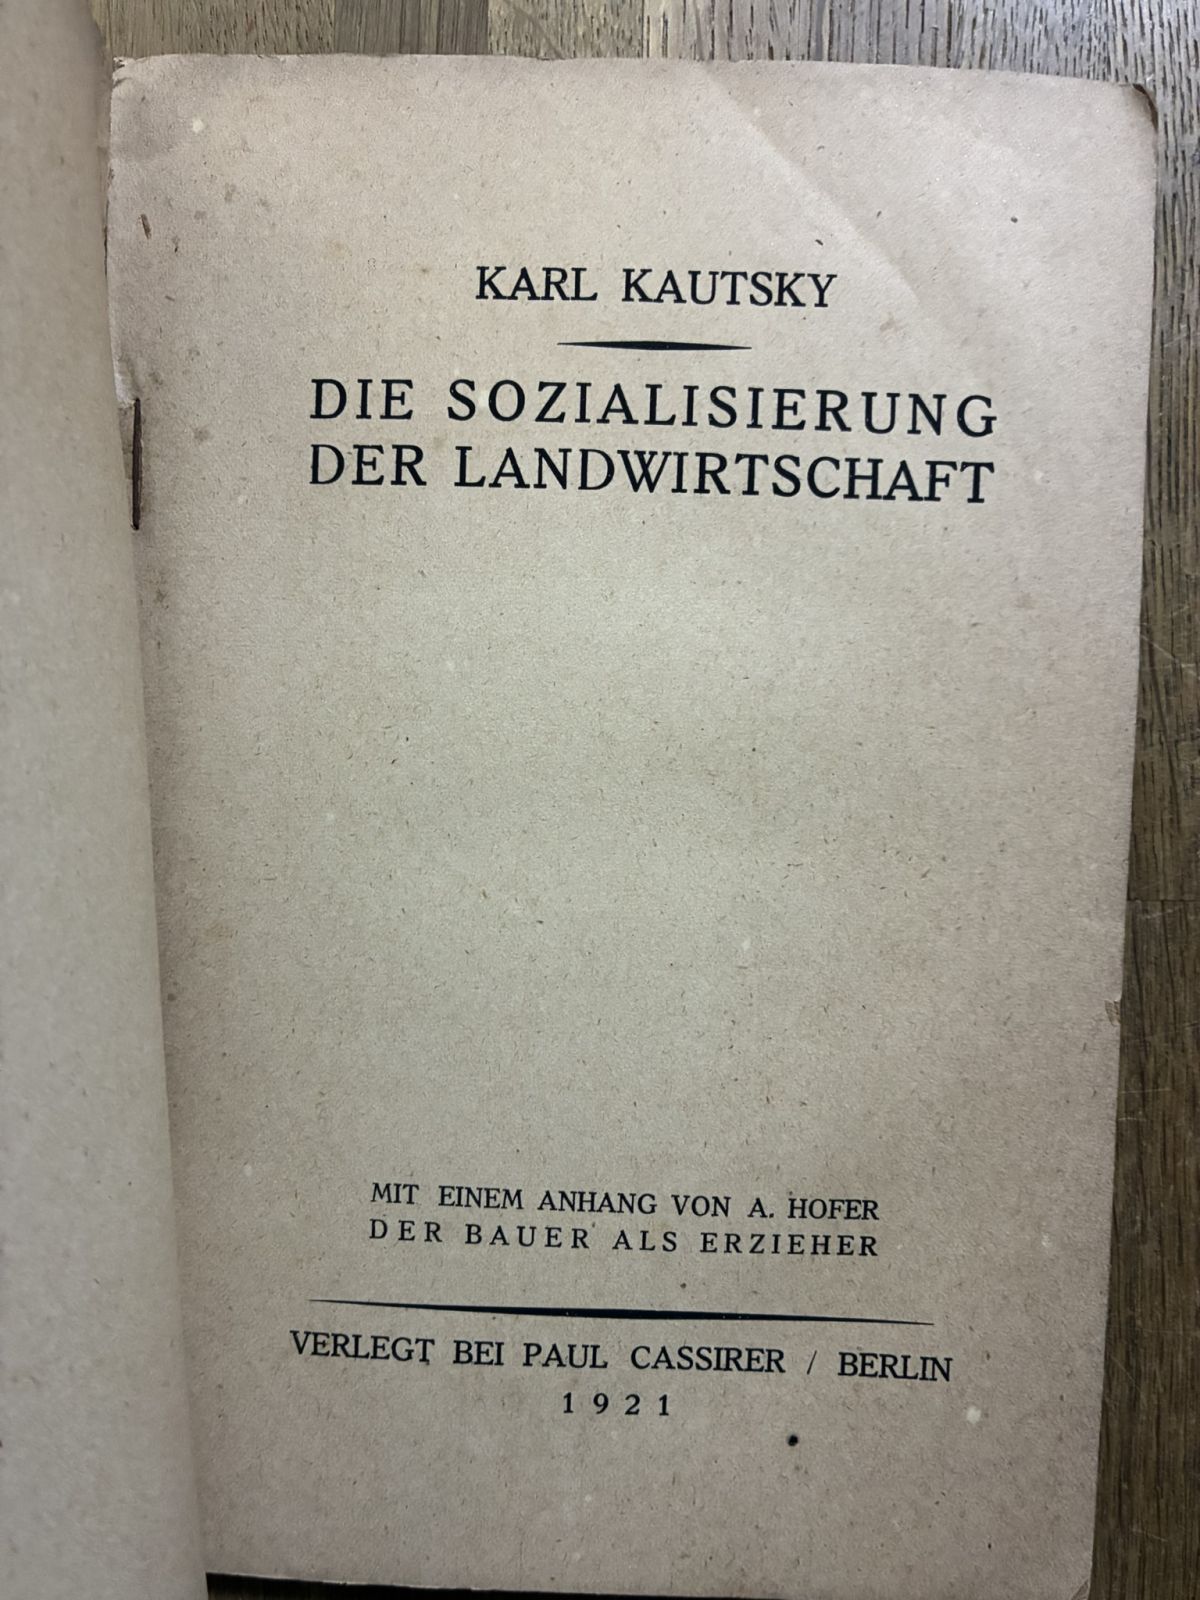 KARL KAUTSKY
DIE SOZIALISIERUNG
DER LANDWIRTSCHAFT
MIT EINEM ANHANG VON A. HOFER
DER BAUER ALS ERZIEHER
VERLEGT BEI PAUL CASSIRER / BERLIN
1921